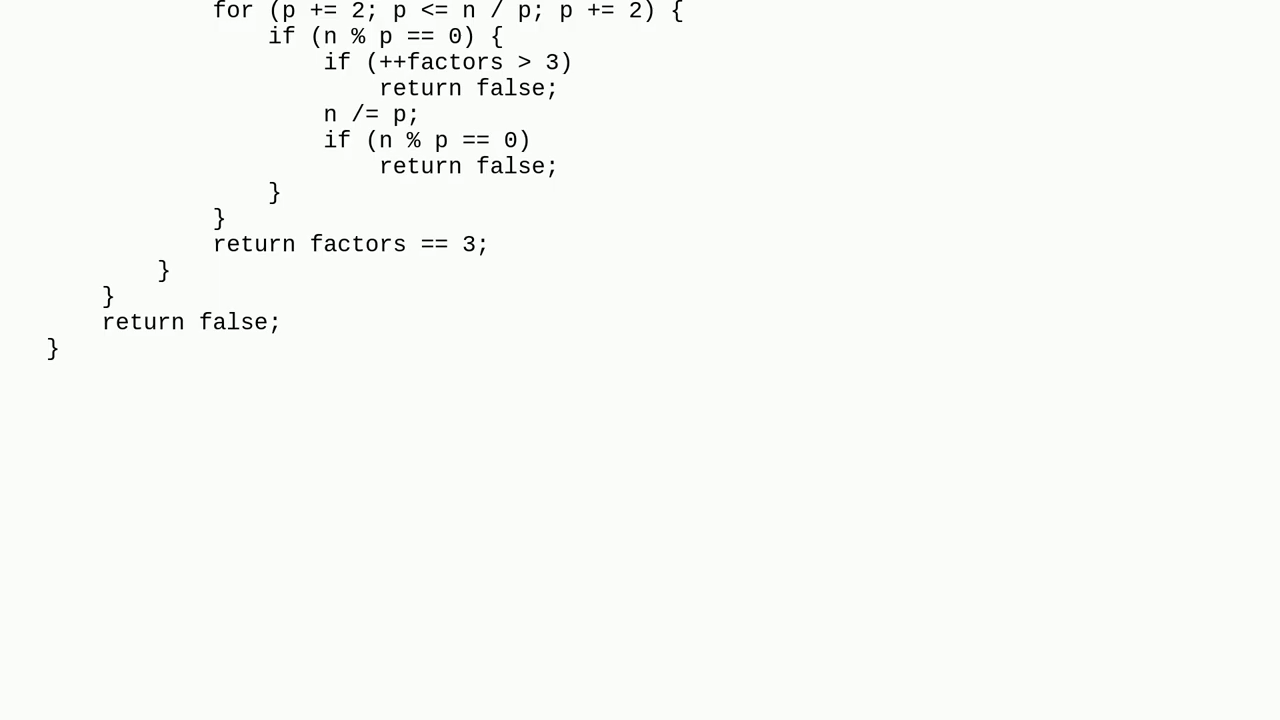 for (p += 2; p <= n / p; p += 2) {
                if (n % p == 0) {
                    if (++factors > 3)
                        return false;
                    n /= p;
                    if (n % p == 0)
                        return false;
                }
            }
            return factors == 3;
        }
    }
    return false;
}